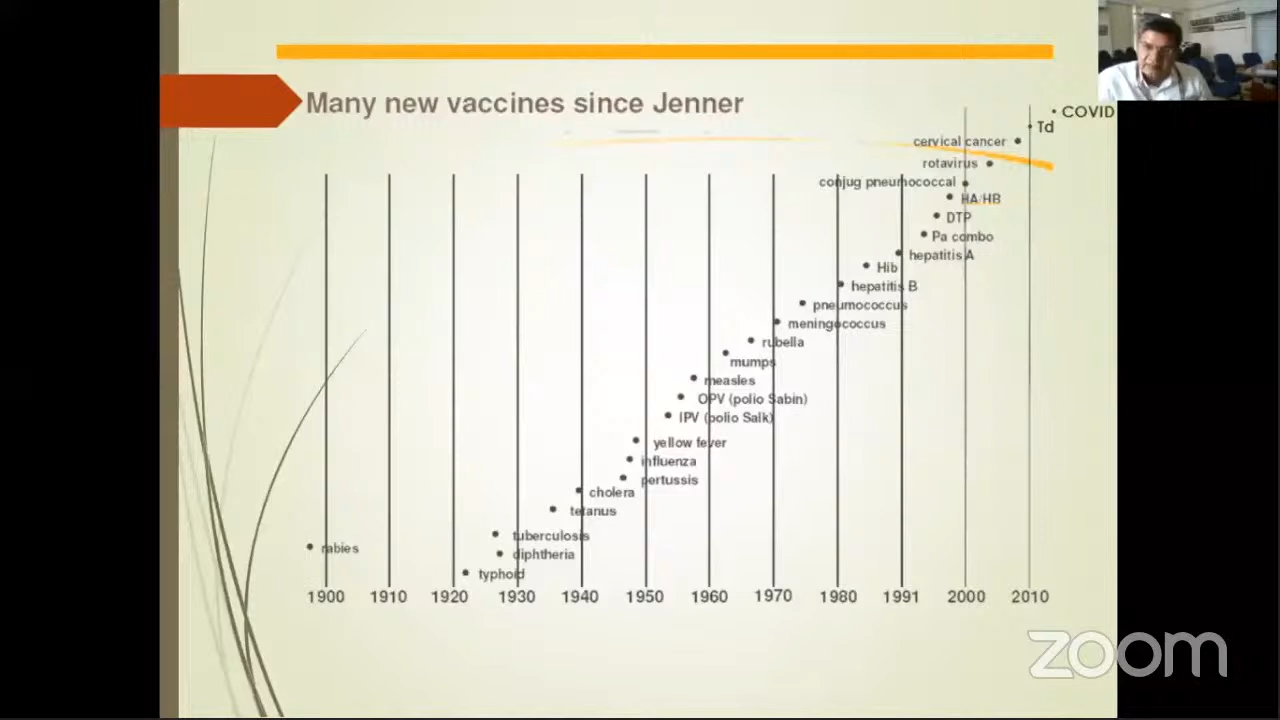 Many new vaccines since Jenner
• COVID
• Td
cervical cancer •
rotavirus •
conjug pneumococcal •
• HA/HB
• DTP
• Pa combo
• hepatitis A
• Hib
• hepatitis B
• pneumococcus
• meningococcus
• rubella
• mumps
• measles
• OPV (polio Sabin)
• IPV (polio Salk)
• yellow fever
• influenza
• pertussis
• cholera
• tetanus
• tuberculosis
• rabies
• diphtheria
• typhoid
1900 1910 1920 1930 1940 1950 1960 1970 1980 1991 2000 2010
zoom